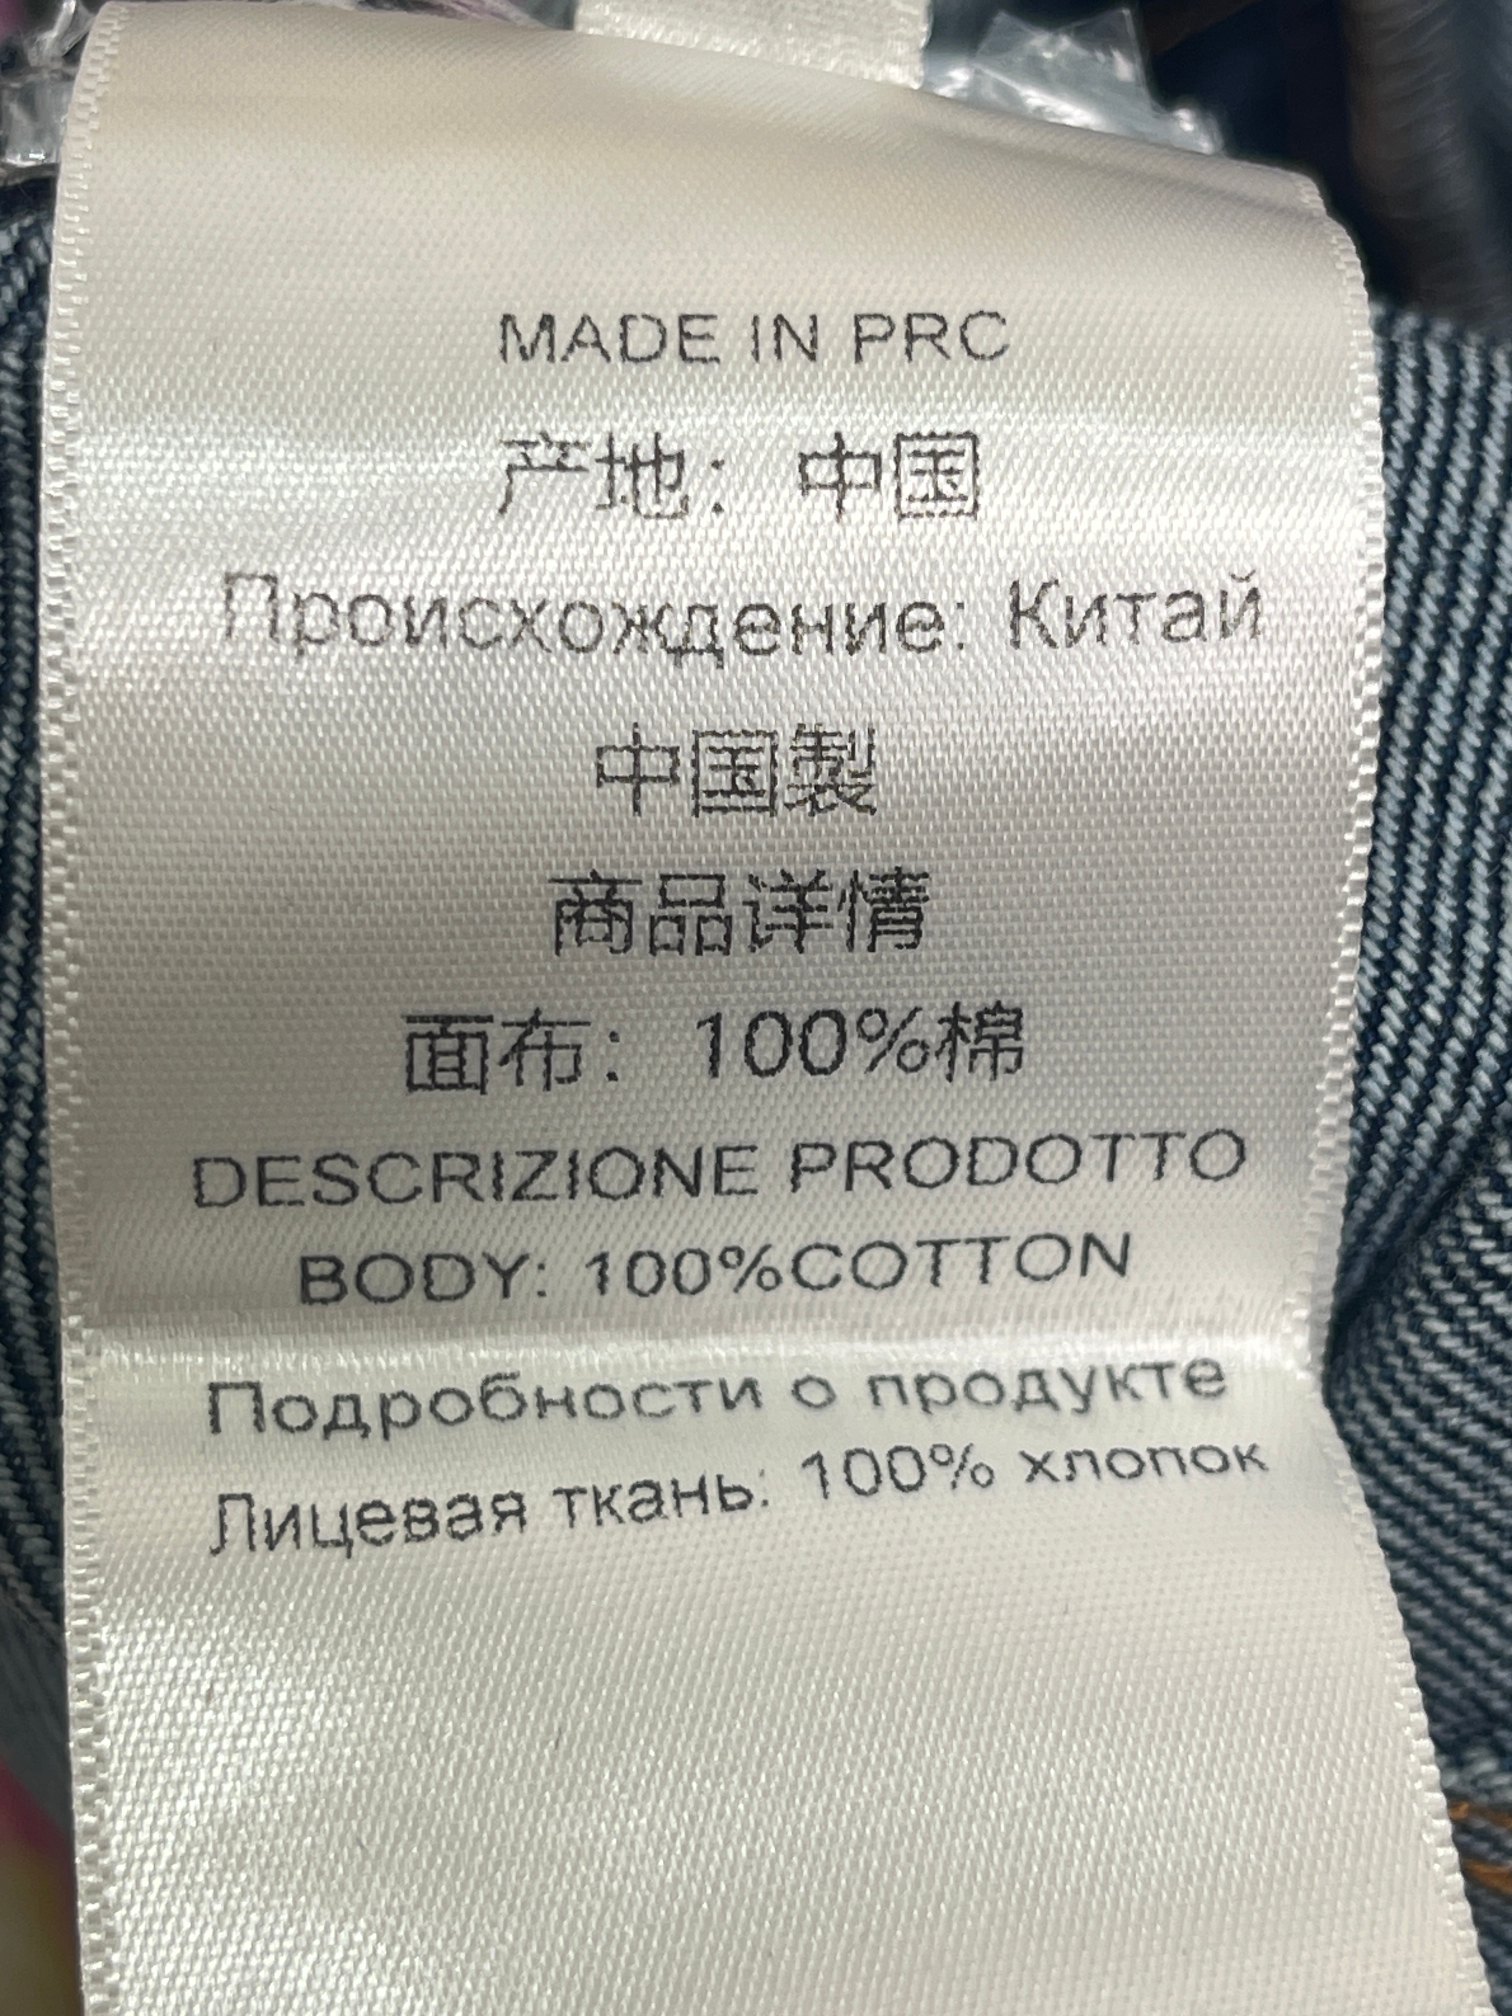 MADE IN PRC
产地：中国
Происхождение: Китай
中国製
商品详情
面布：100%棉
DESCRIZIONE PRODOTTO
BODY: 100%COTTON
Подробности о продукте
Лицевая ткань: 100% хлопок